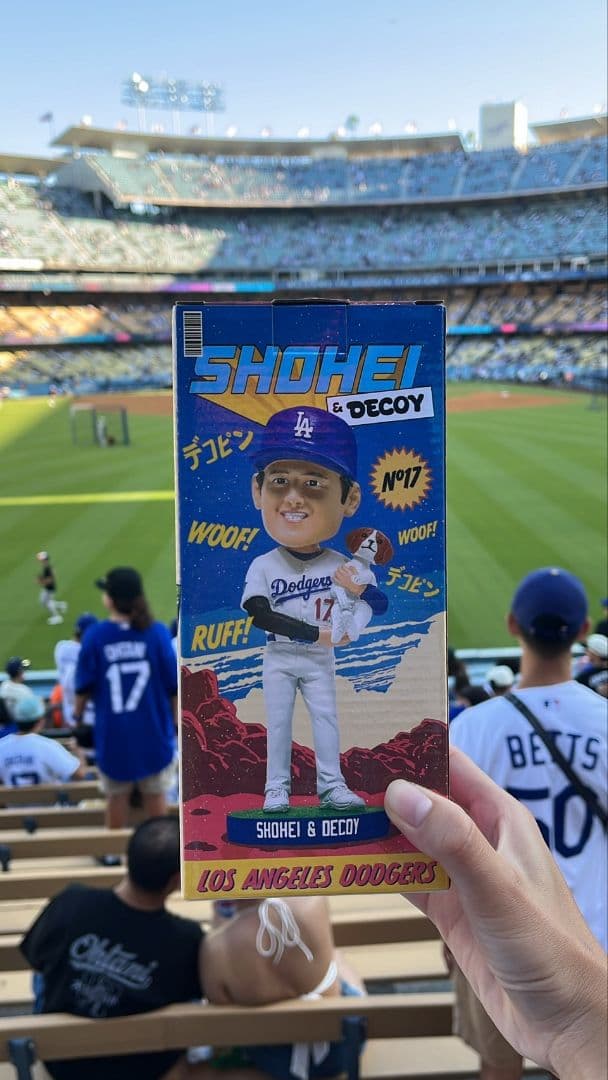 SHOHEI
& DECOY
デコピン
LA
Nº17
WOOF!
WOOF!
デコピン
Dodgers
17
RUFF!
SHOHEI & DECOY
LOS ANGELES DODGERS
17
BETTS
50
Ohtani